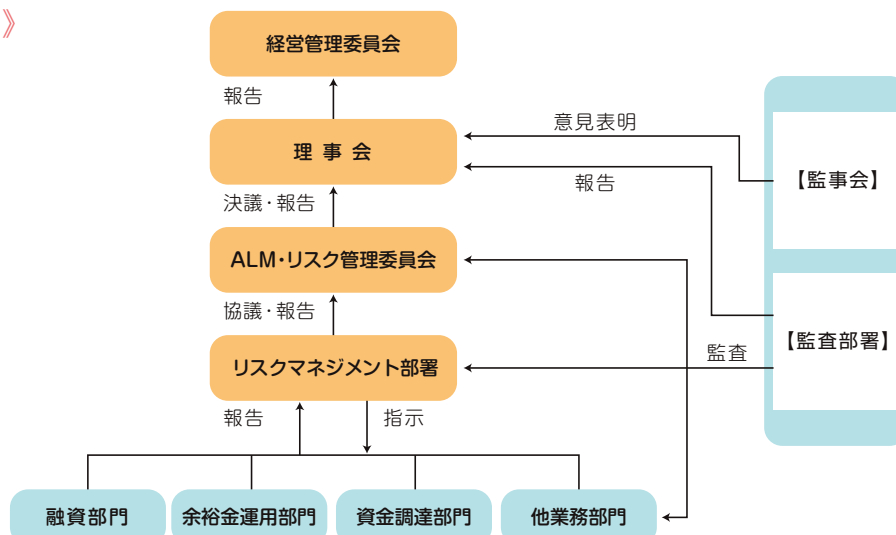 》
経営管理委員会
報告
意見表明
理 事 会
【監事会】
報告
決議・報告
ALM・リスク管理委員会
協議・報告
【監査部署】
監査
リスクマネジメント部署
報告
指示
融資部門
余裕金運用部門
資金調達部門
他業務部門